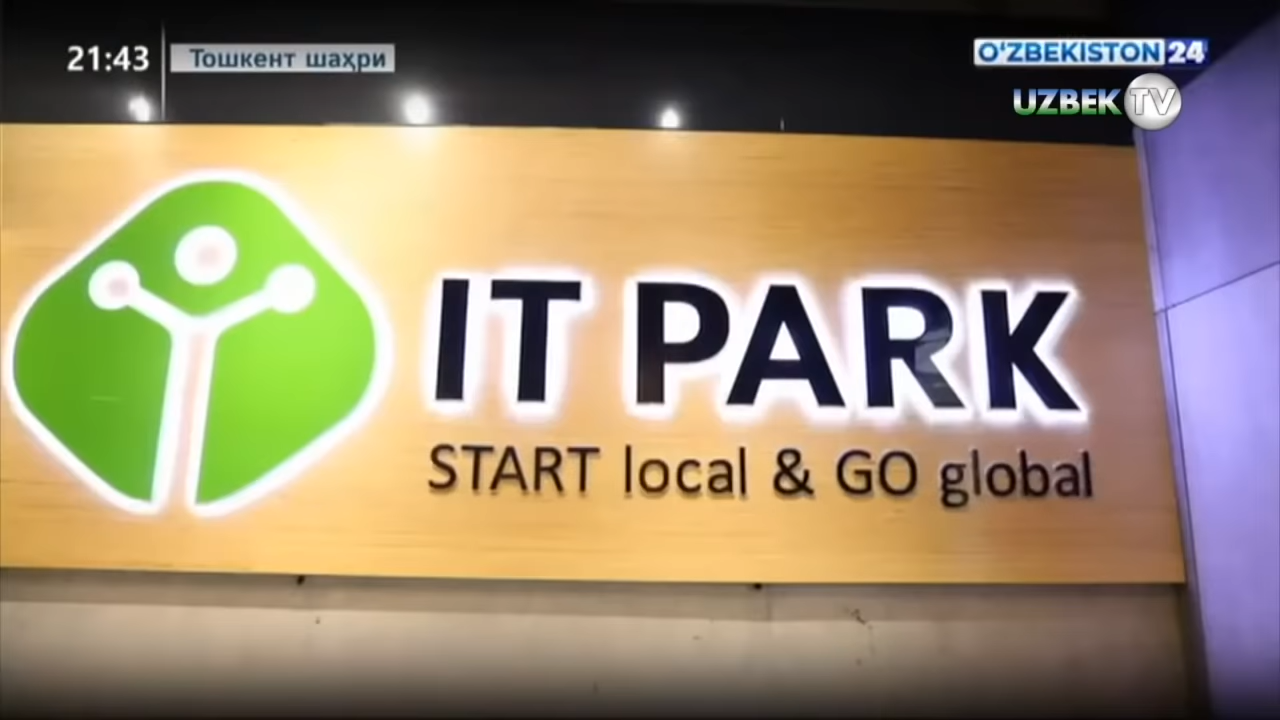 21:43
Тошкент шаҳри
O‘ZBEKISTON 24
UZBEK TV
IT PARK
START local & GO global